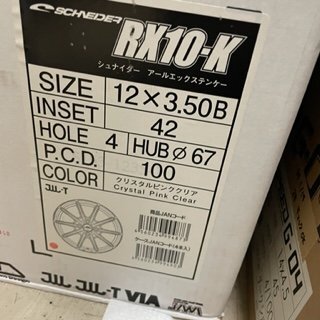 SCHNEDER
RX10-K
シュナイダー アールエックステンケー
SIZE 12×3.50B
INSET 42
HOLE 4 HUB ø 67
P.C.D. 100
COLOR クリスタルピンククリア
Crystal Pink Clear
JWL-T
商品JANコード
ケースJANコード(4本入)
JWL JWL-T VIA
G-04